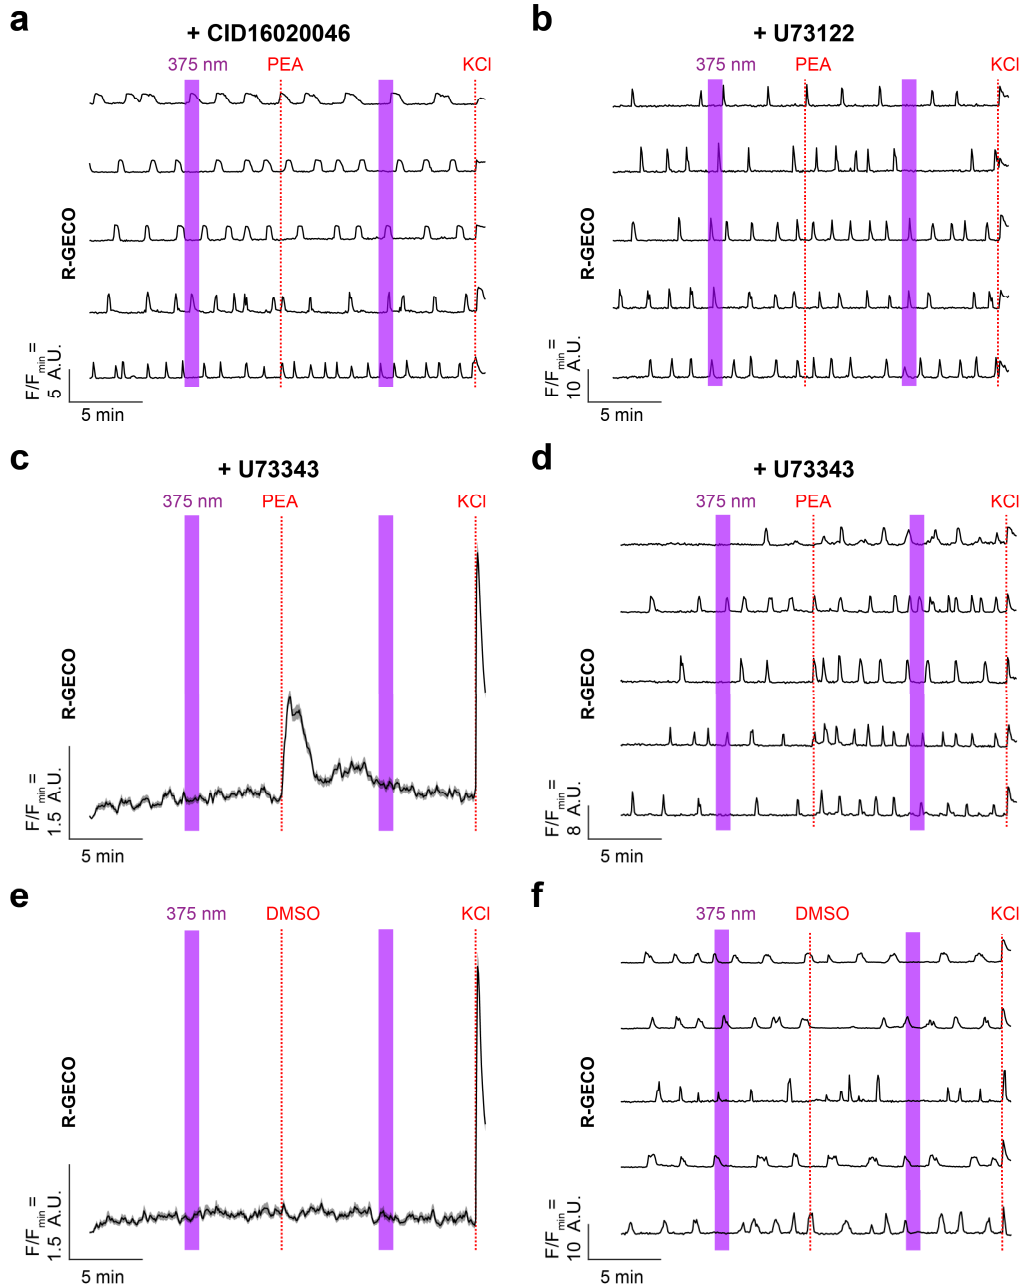 a
+ CID16020046
375 nm PEA KCl
R-GECO
F/Fmin =
5 A.U.
5 min
b
+ U73122
375 nm PEA KCl
R-GECO
F/Fmin =
10 A.U.
5 min
c
+ U73343
375 nm PEA KCl
R-GECO
F/Fmin =
1.5 A.U.
5 min
d
+ U73343
375 nm PEA KCl
R-GECO
F/Fmin =
8 A.U.
5 min
e
375 nm DMSO KCl
R-GECO
F/Fmin =
1.5 A.U.
5 min
f
375 nm DMSO KCl
R-GECO
F/Fmin =
10 A.U.
5 min